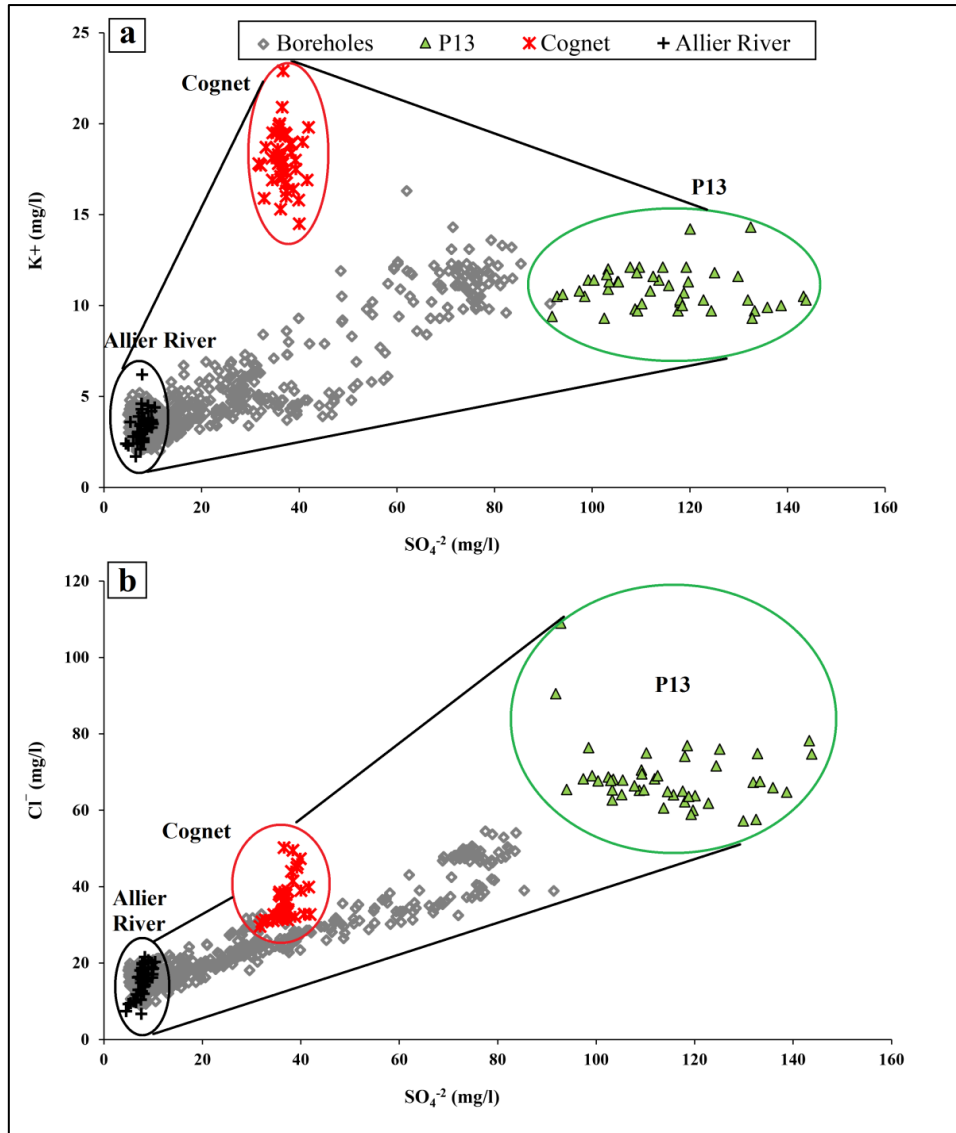 a
Boreholes P13 Cognet Allier River
Cognet
P13
Allier River
K+ (mg/l)
25
20
15
10
5
0
0 20 40 60 80 100 120 140 160
SO₄⁻² (mg/l)
b
P13
Cognet
Allier
River
Cl⁻ (mg/l)
120
100
80
60
40
20
0
0 20 40 60 80 100 120 140 160
SO₄⁻² (mg/l)